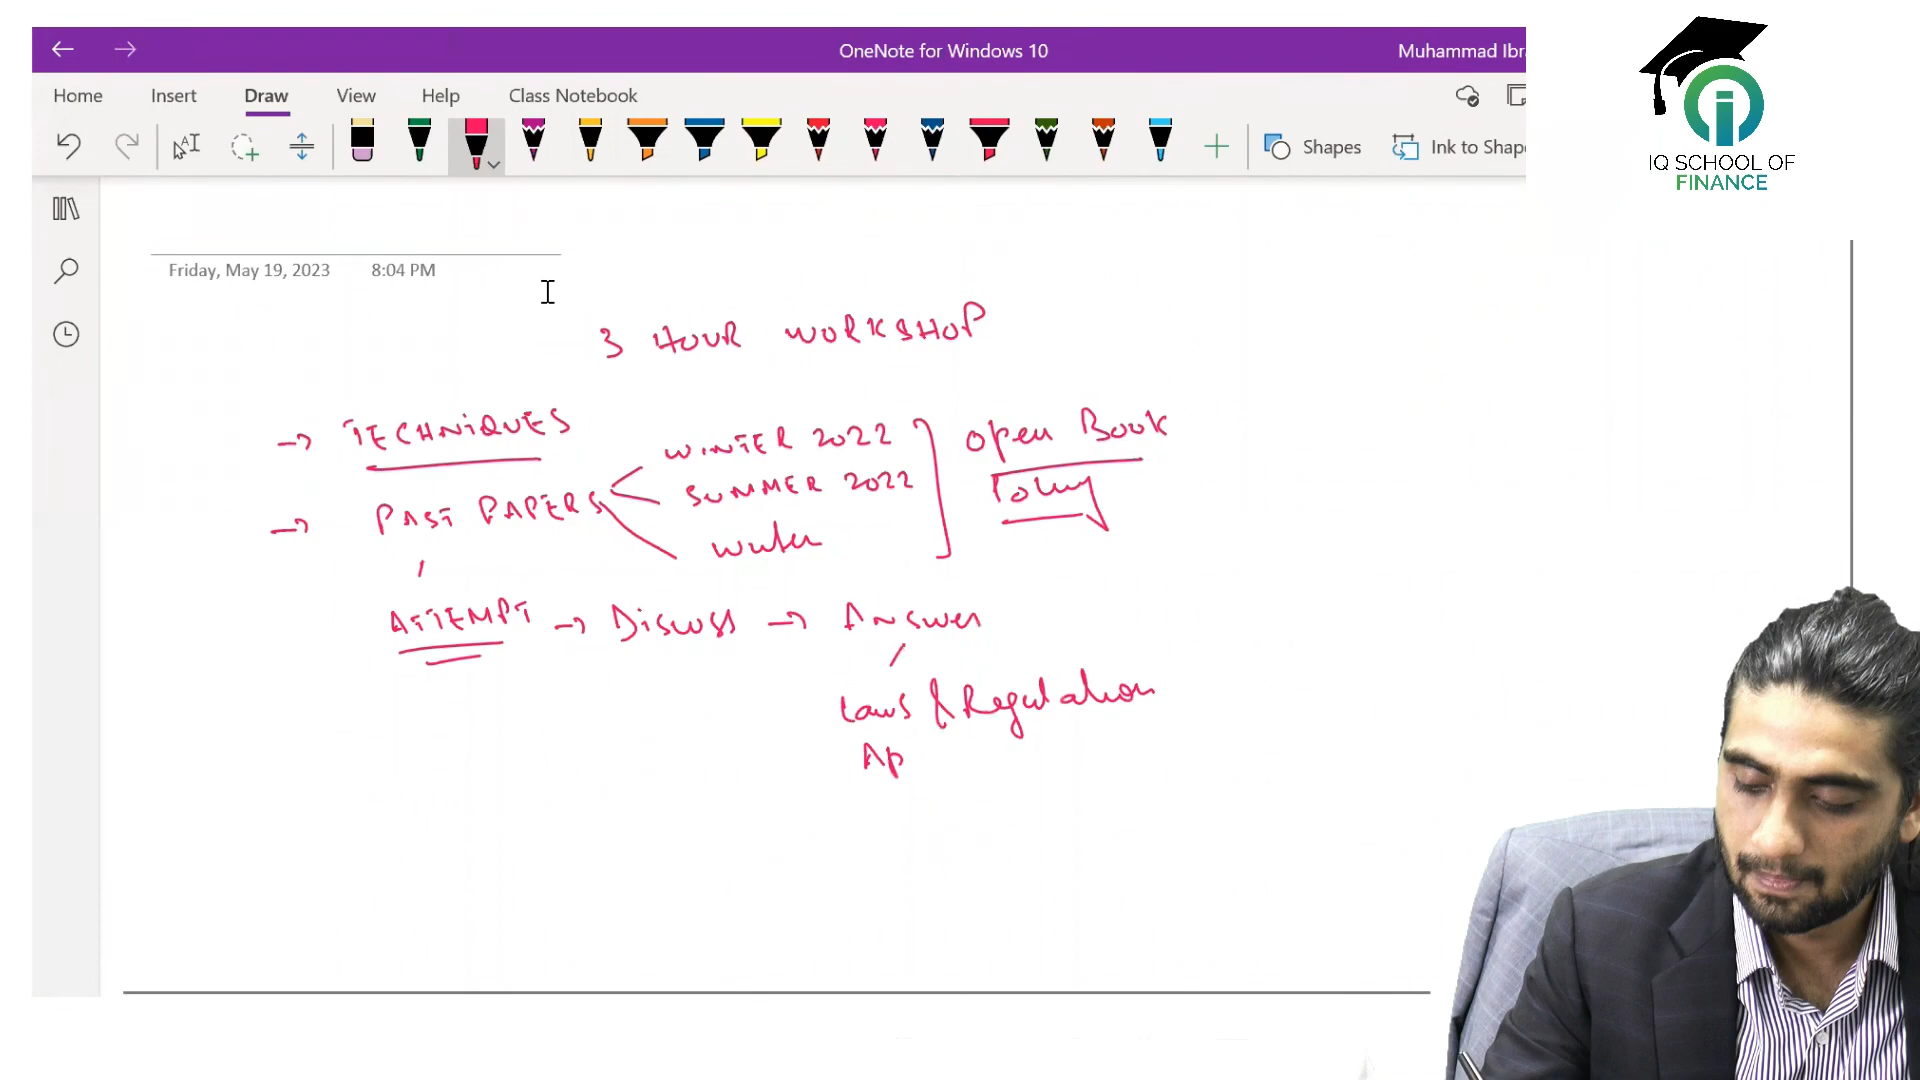 OneNote for Windows 10
Muhammad Ibr
Home Insert Draw View Help Class Notebook
Shapes Ink to Shap
IQ SCHOOL OF
FINANCE
Friday, May 19, 2023 8:04 PM
3 HOUR WORKSHOP
→ TECHNIQUES
WINTER 2022
open Book
SUMMER 2022
→ PAST PAPERS
Winter
ATTEMPT → Discuss → Answer
Laws & Regulation
Ap